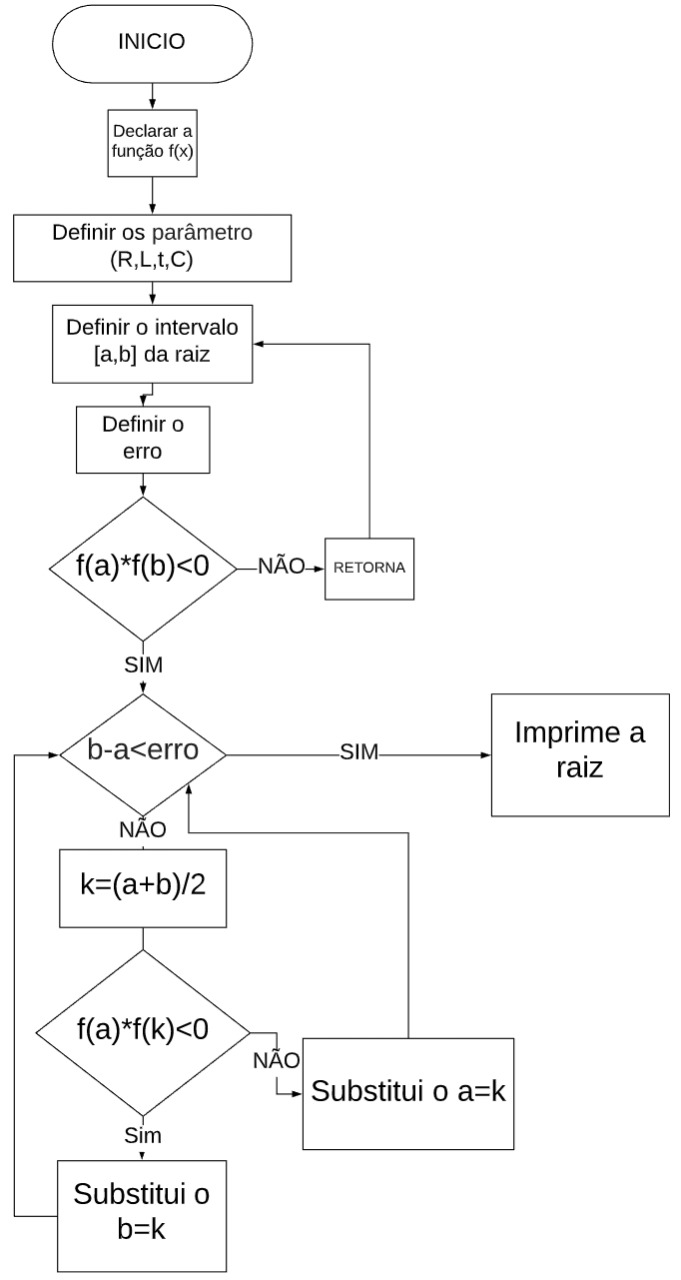 INICIO
Declarar a
função f(x)
Definir os parâmetro
(R,L,t,C)
Definir o intervalo
[a,b] da raiz
Definir o
erro
f(a)*f(b)<0
NÃO
RETORNA
SIM
b-a<erro
SIM
Imprime a
raiz
NÃO
k=(a+b)/2
f(a)*f(k)<0
NÃO
Substitui o a=k
Sim
Substitui o
b=k